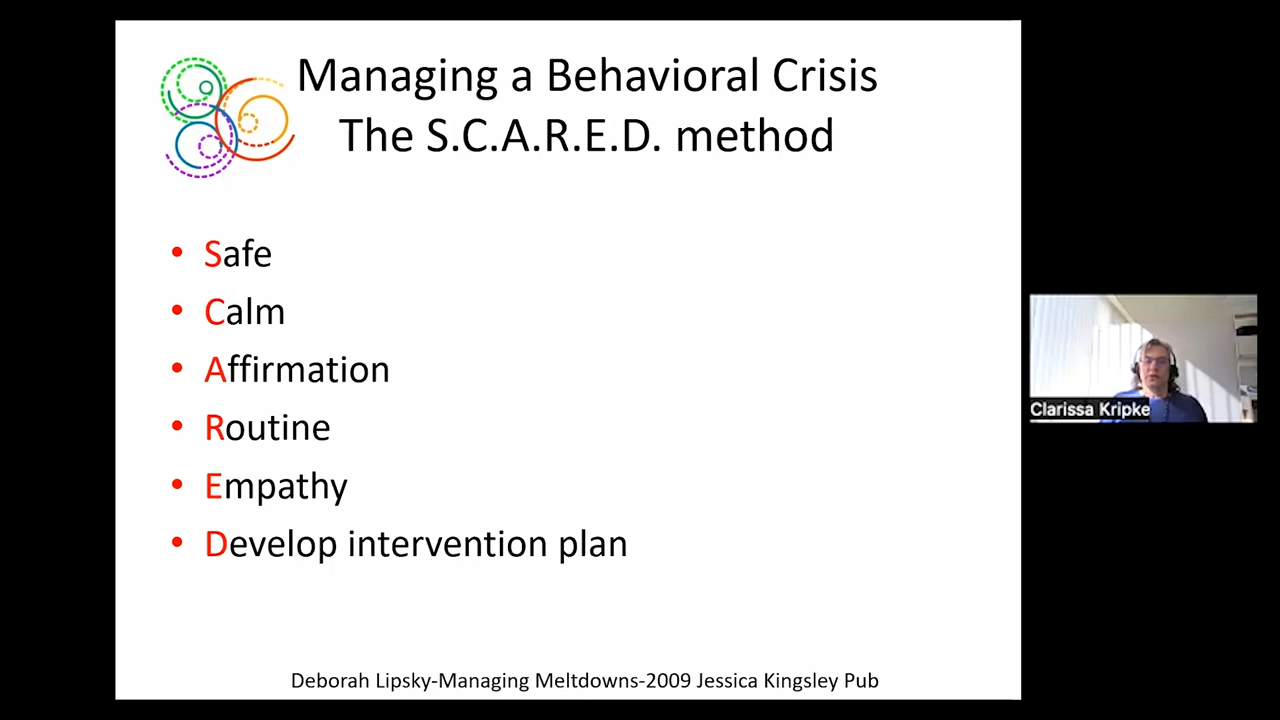 Managing a Behavioral Crisis
The S.C.A.R.E.D. method
• Safe
• Calm
• Affirmation
• Routine
• Empathy
• Develop intervention plan
Deborah Lipsky-Managing Meltdowns-2009 Jessica Kingsley Pub
Clarissa Kripke